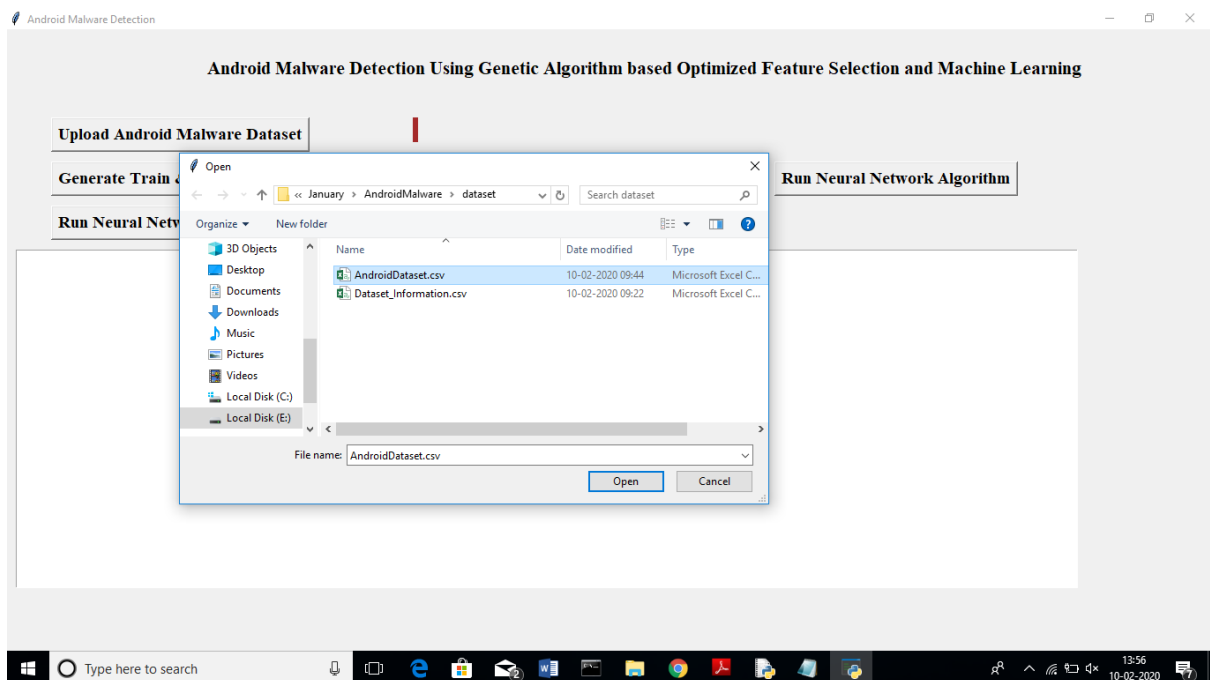 Android Malware Detection
Android Malware Detection Using Genetic Algorithm based Optimized Feature Selection and Machine Learning
Upload Android Malware Dataset
Generate Train
Run Neural Network Algorithm
Run Neural Netw
Open
« January > AndroidMalware > dataset
Search dataset
Organize
New folder
3D Objects
Desktop
Documents
Downloads
Music
Pictures
Videos
Local Disk (C:)
Local Disk (E:)
Name Date modified Type
AndroidDataset.csv 10-02-2020 09:44 Microsoft Excel C...
Dataset_Information.csv 10-02-2020 09:22 Microsoft Excel C...
File name: AndroidDataset.csv
Open Cancel
Type here to search
13:56
10-02-2020